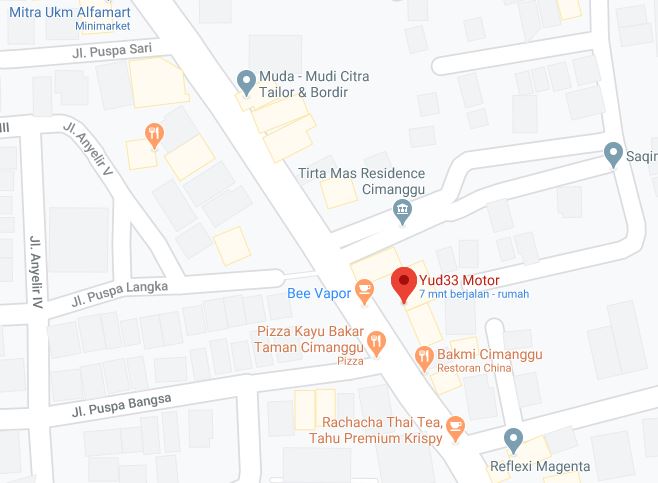 Mitra Ukm Alfamart
Minimarket
Jl. Puspa Sari
Muda - Mudi Citra
Tailor & Bordir
III
Jl. Anyelir V
Saqir
Tirta Mas Residence
Cimanggu
Jl. Anyelir IV
Jl. Puspa Langka
Bee Vapor
Yud33 Motor
7 mnt berjalan - rumah
Pizza Kayu Bakar
Taman Cimanggu
Pizza
Bakmi Cimanggu
Restoran China
Jl. Puspa Bangsa
Rachacha Thai Tea,
Tahu Premium Krispy
Reflexi Magenta